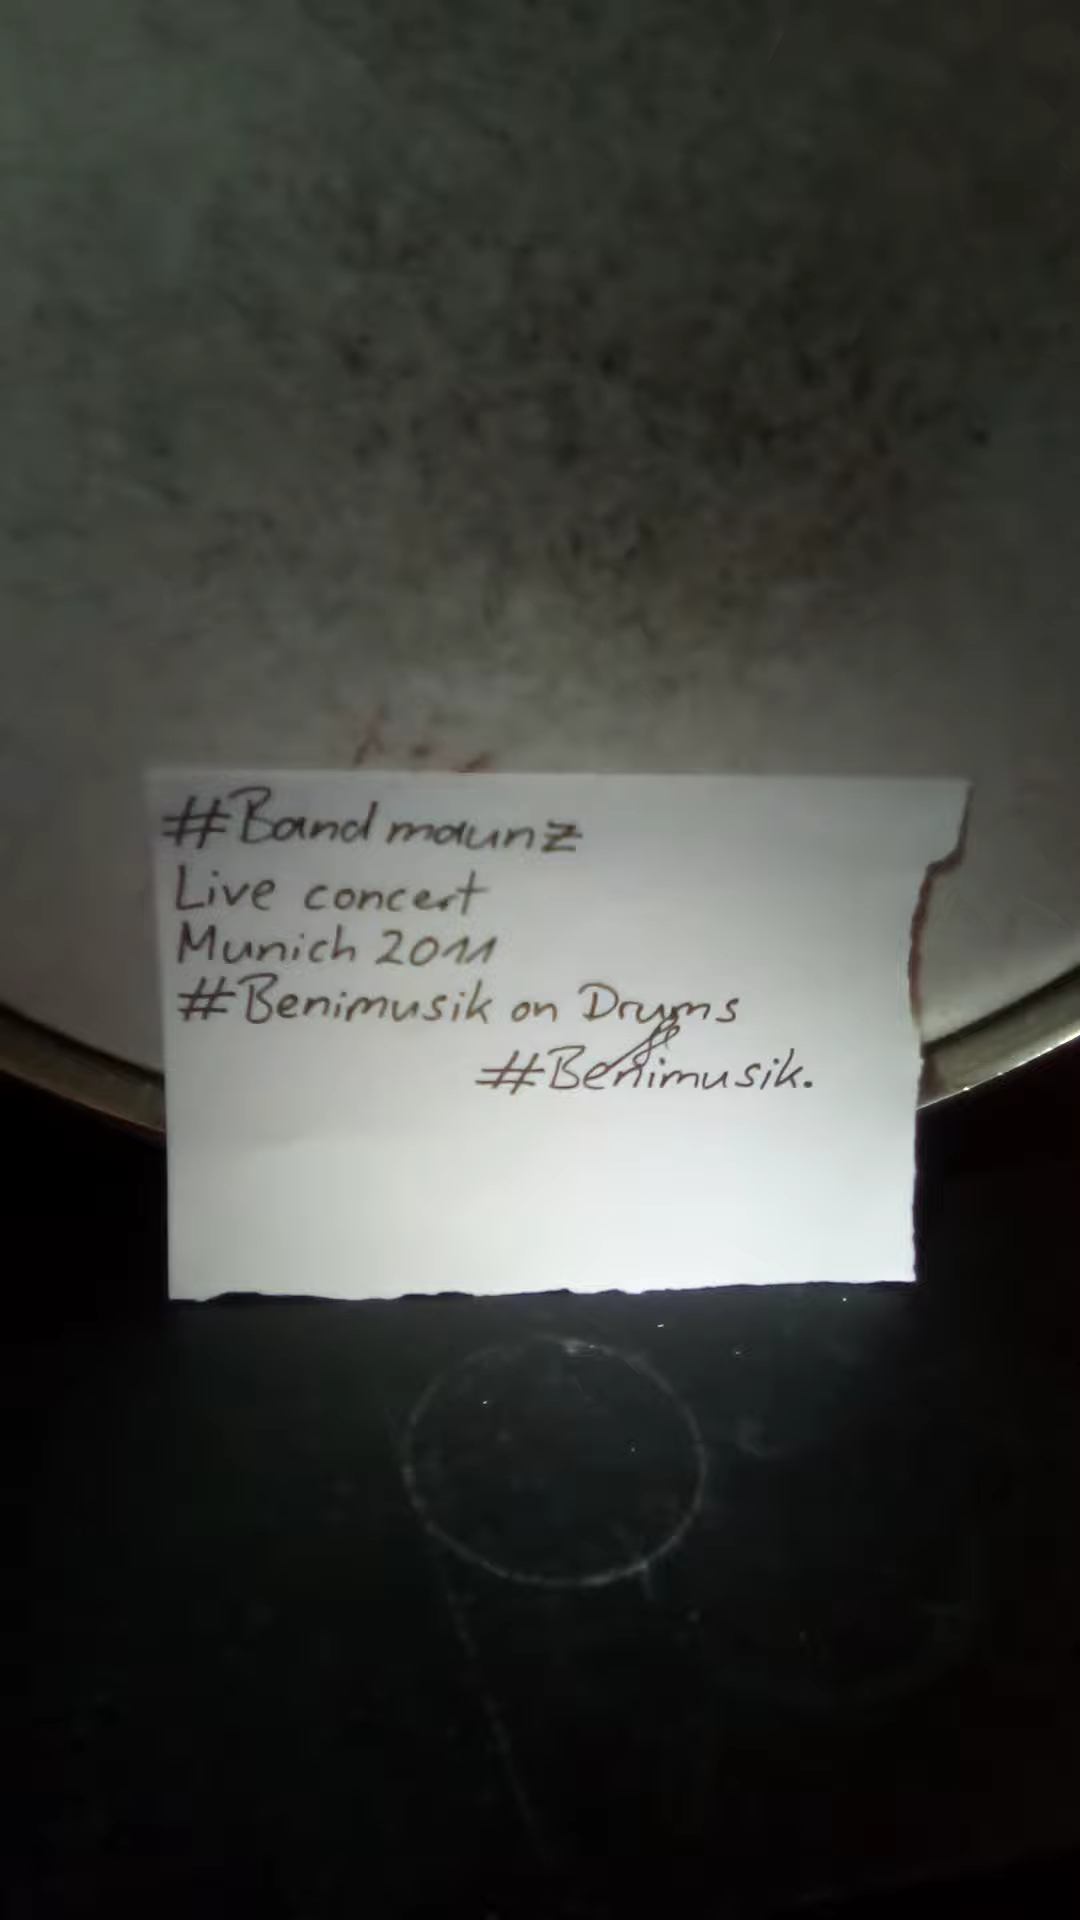 #Bandmaunz
Live concert
Munich 2011
#Benimusik on Drums
#Benimusik.